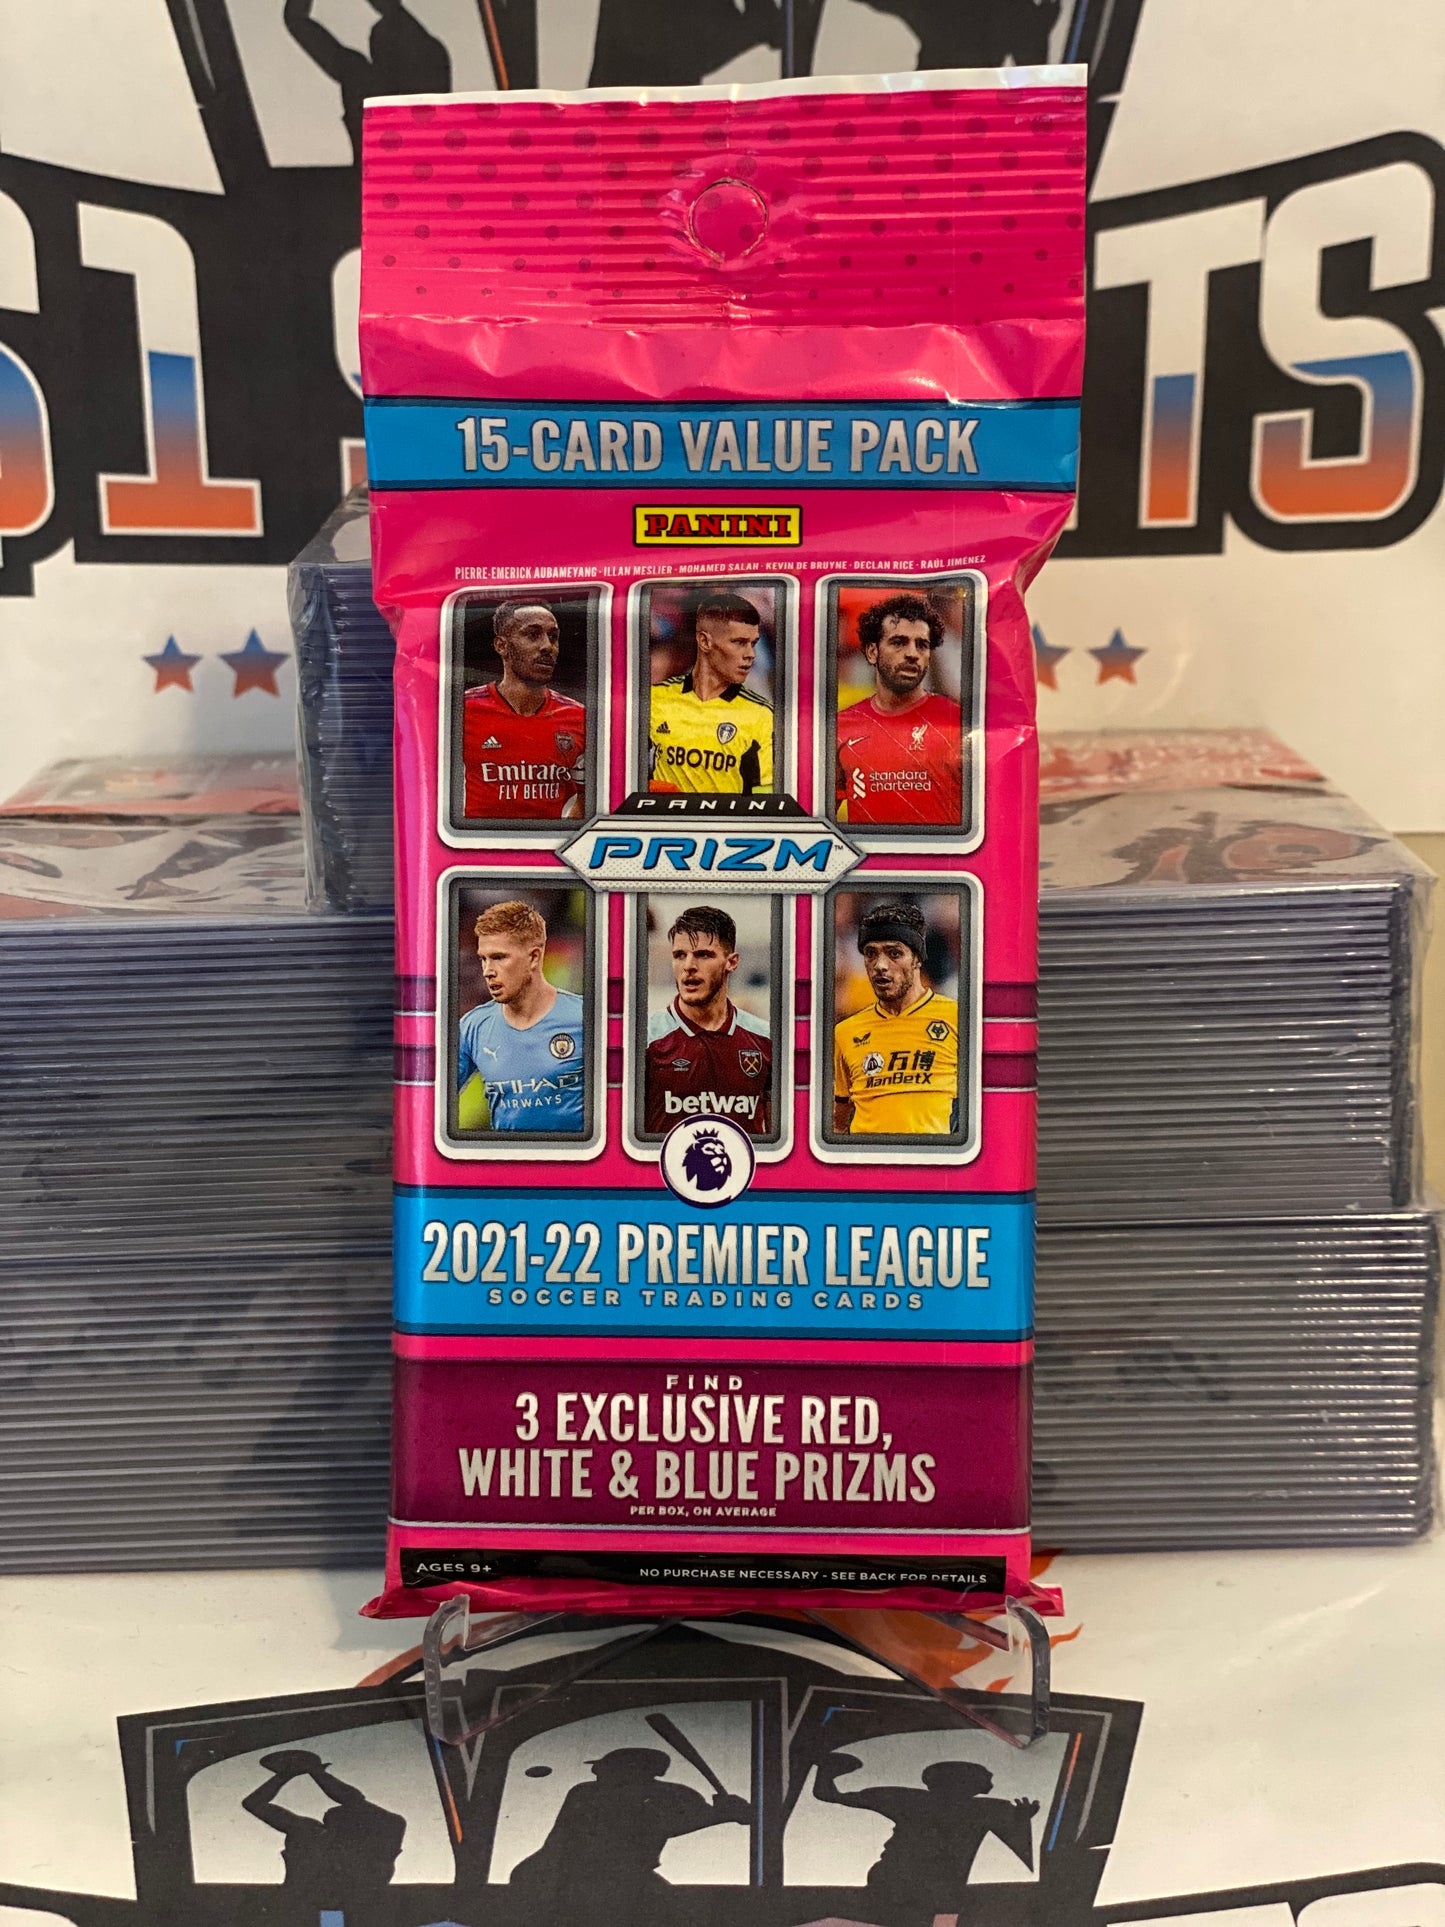 15-CARD VALUE PACK
PANINI
PIERRE-EMERICK AUBAMEYANG · ILLAN MESLIER · MOHAMED SALAH · KEVIN DE BRUYNE · DECLAN RICE · RAÚL JIMÉNEZ
adidas
Emirates
FLY BETTER
SBOTOP
L.F.C.
standard
chartered
PANINI
PRIZM™
ETIHAD
AIRWAYS
betway
万博
ManBetX
2021-22 PREMIER LEAGUE
SOCCER TRADING CARDS
FIND
3 EXCLUSIVE RED,
WHITE & BLUE PRIZMS
PER BOX, ON AVERAGE
AGES 9+
NO PURCHASE NECESSARY - SEE BACK FOR DETAILS